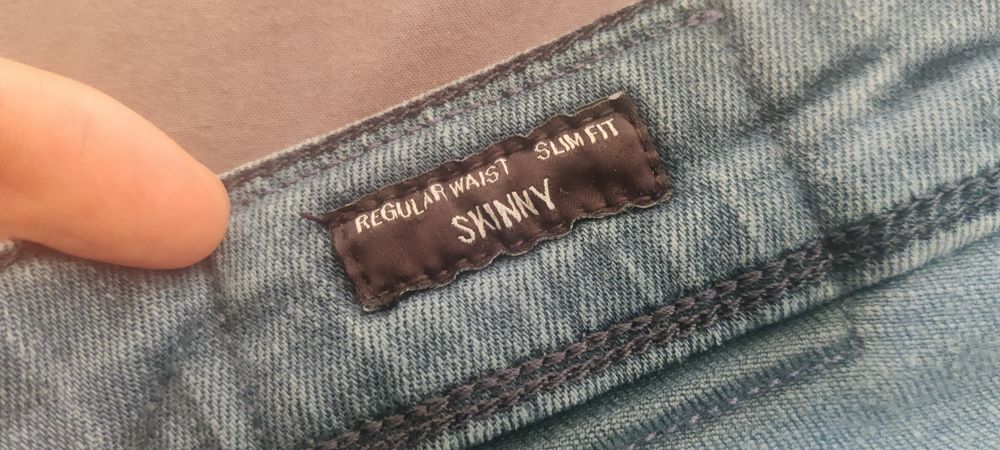 REGULAR WAIST SLIM FIT
SKINNY